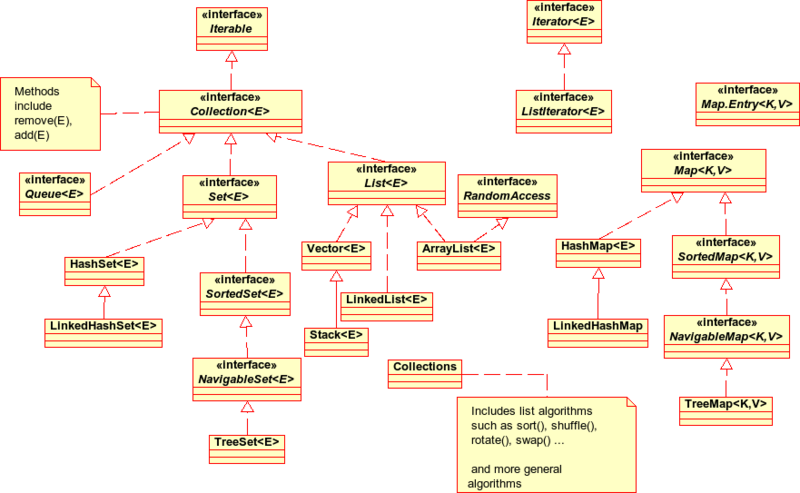 «interface»
Iterable
«interface»
Iterator<E>
Methods
include
remove(E),
add(E)
«interface»
Collection<E>
«interface»
ListIterator<E>
«interface»
Map.Entry<K,V>
«interface»
Queue<E>
«interface»
Set<E>
«interface»
List<E>
«interface»
RandomAccess
«interface»
Map<K,V>
HashSet<E>
«interface»
SortedSet<E>
Vector<E>
ArrayList<E>
HashMap<E>
«interface»
SortedMap<K,V>
LinkedHashSet<E>
LinkedList<E>
Stack<E>
LinkedHashMap
«interface»
NavigableMap<K,V>
«interface»
NavigableSet<E>
Collections
TreeSet<E>
TreeMap<K,V>
Includes list algorithms
such as sort(), shuffle(),
rotate(), swap() ...
and more general
algorithms